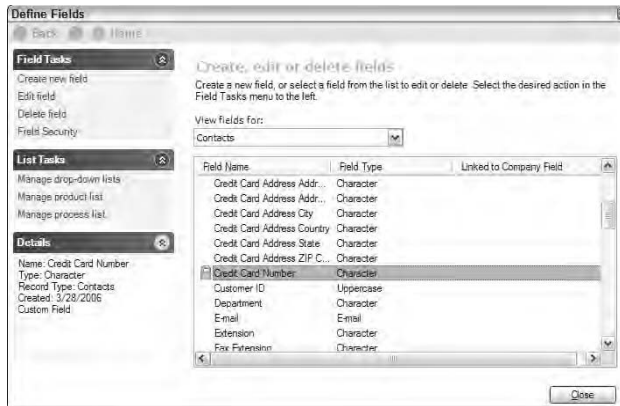 Define Fields
Back Home
Field Tasks
Create new field
Edit field
Delete field
Field Security
List Tasks
Manage drop-down lists
Manage product list
Manage process list
Details
Name: Credit Card Number
Type: Character
Record Type: Contacts
Created: 3/28/2006
Custom Field
Create, edit or delete fields
Create a new field, or select a field from the list to edit or delete. Select the desired action in the
Field Tasks menu to the left.
View fields for:
Contacts
Field Name Field Type Linked to Company Field
Credit Card Address Addr... Character
Credit Card Address Addr... Character
Credit Card Address City Character
Credit Card Address Country Character
Credit Card Address State Character
Credit Card Address ZIP C... Character
Credit Card Number Character
Customer ID Uppercase
Department Character
E-mail E-mail
Extension Character
Fax Extension Character
Close